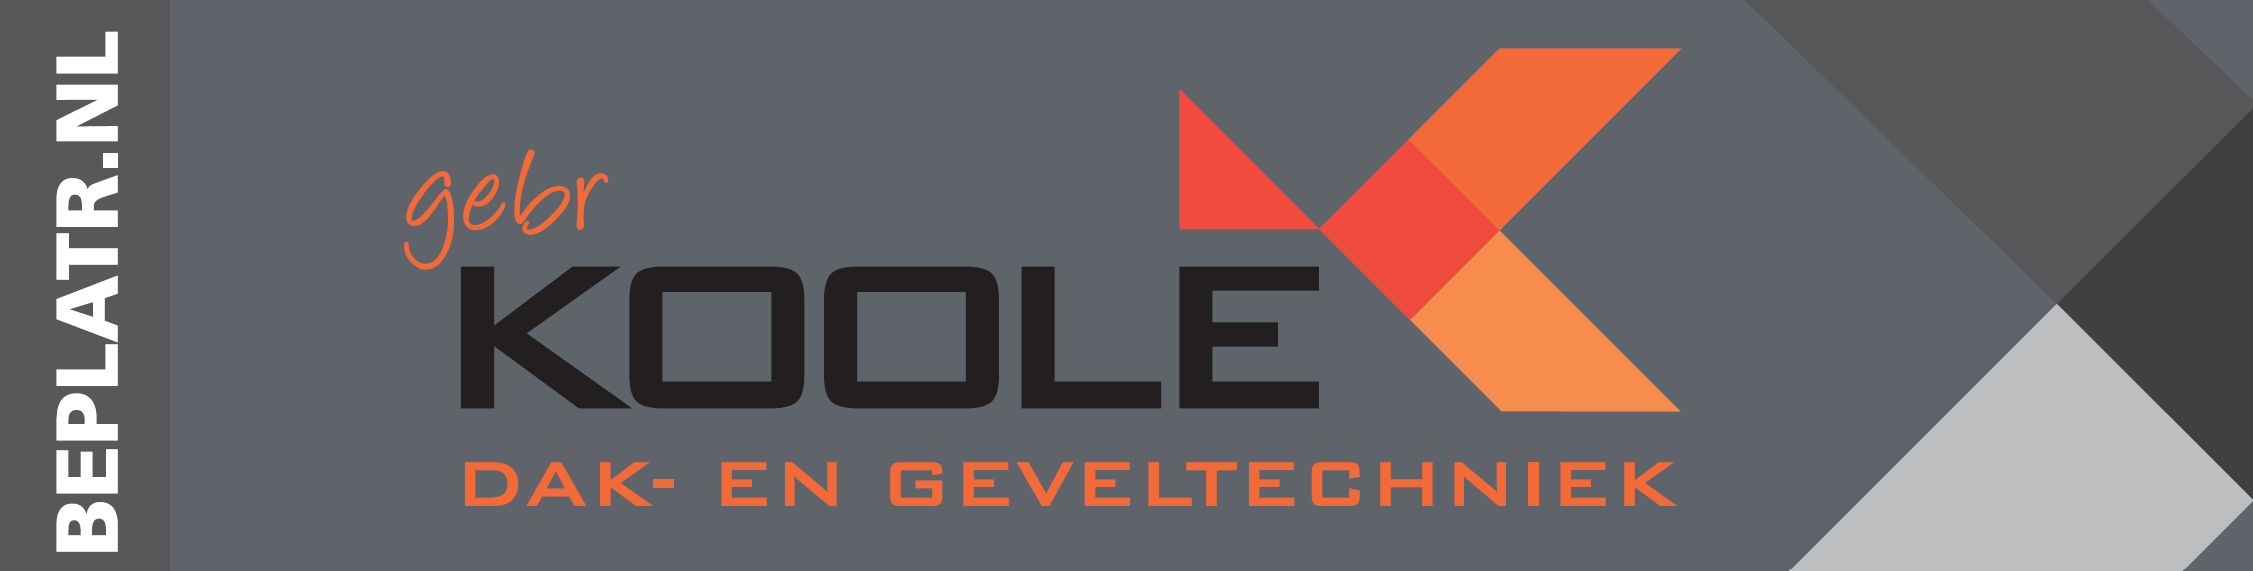 BEPLATR.NL
gebr
KOOLE
DAK- EN GEVELTECHNIEK